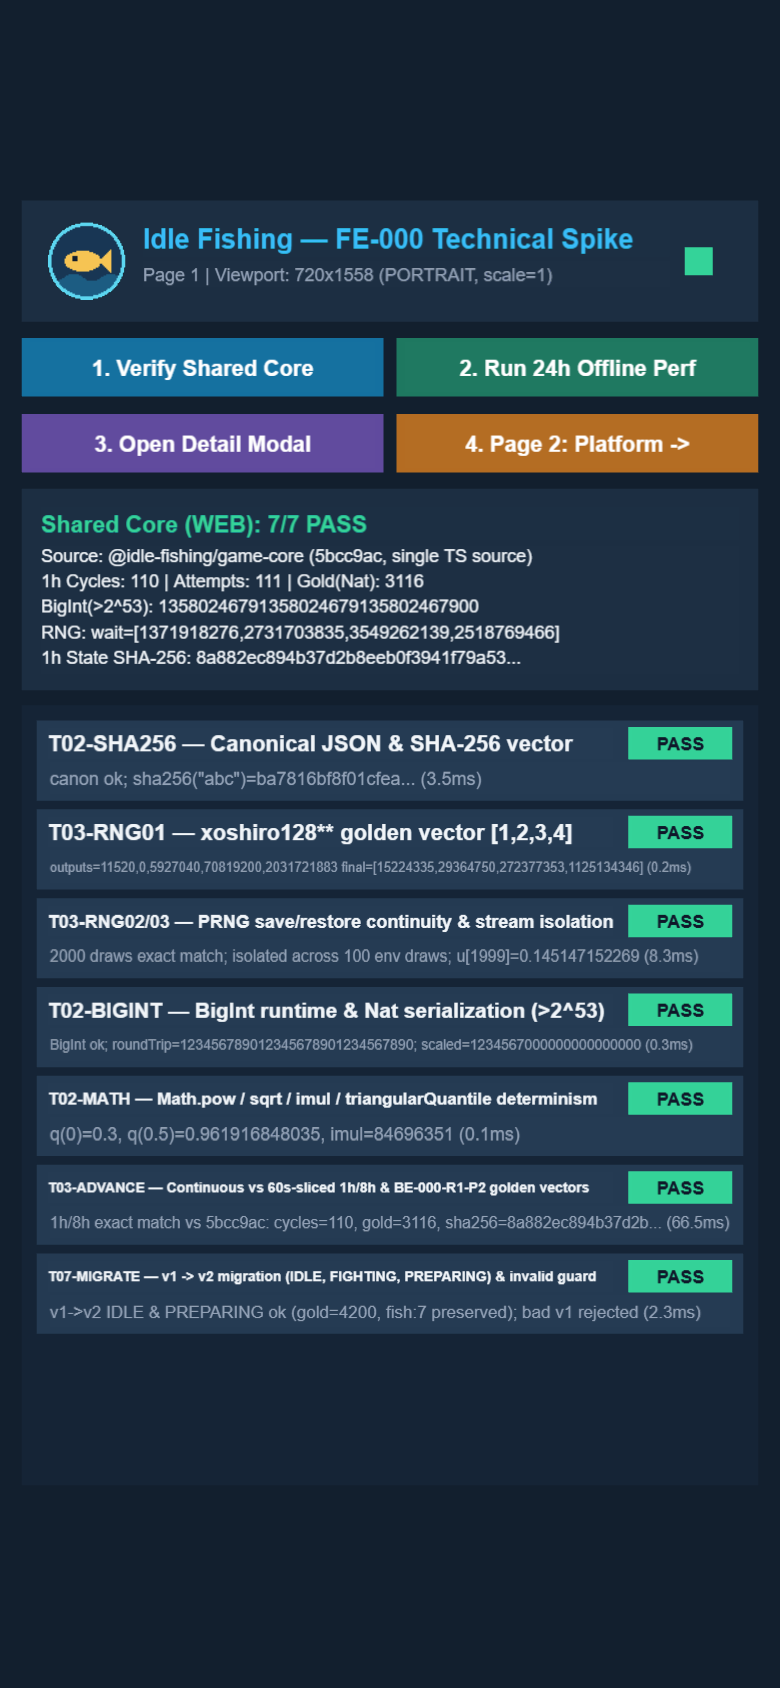 Idle Fishing — FE-000 Technical Spike
Page 1 | Viewport: 720x1558 (PORTRAIT, scale=1)
1. Verify Shared Core
2. Run 24h Offline Perf
3. Open Detail Modal
4. Page 2: Platform ->
Shared Core (WEB): 7/7 PASS
Source: @idle-fishing/game-core (5bcc9ac, single TS source)
1h Cycles: 110 | Attempts: 111 | Gold(Nat): 3116
BigInt(>2^53): 13580246791358024679135802467900
RNG: wait=[1371918276,2731703835,3549262139,2518769466]
1h State SHA-256: 8a882ec894b37d2b8eeb0f3941f79a53...
T02-SHA256 — Canonical JSON & SHA-256 vector
PASS
canon ok; sha256("abc")=ba7816bf8f01cfea... (3.5ms)
T03-RNG01 — xoshiro128** golden vector [1,2,3,4]
PASS
outputs=11520,0,5927040,70819200,2031721883 final=[15224335,29364750,272377353,1125134346] (0.2ms)
T03-RNG02/03 — PRNG save/restore continuity & stream isolation
PASS
2000 draws exact match; isolated across 100 env draws; u[1999]=0.145147152269 (8.3ms)
T02-BIGINT — BigInt runtime & Nat serialization (>2^53)
PASS
BigInt ok; roundTrip=123456789012345678901234567890; scaled=1234567000000000000000 (0.3ms)
T02-MATH — Math.pow / sqrt / imul / triangularQuantile determinism
PASS
q(0)=0.3, q(0.5)=0.961916848035, imul=84696351 (0.1ms)
T03-ADVANCE — Continuous vs 60s-sliced 1h/8h & BE-000-R1-P2 golden vectors
PASS
1h/8h exact match vs 5bcc9ac: cycles=110, gold=3116, sha256=8a882ec894b37d2b... (66.5ms)
T07-MIGRATE — v1 -> v2 migration (IDLE, FIGHTING, PREPARING) & invalid guard
PASS
v1->v2 IDLE & PREPARING ok (gold=4200, fish:7 preserved); bad v1 rejected (2.3ms)